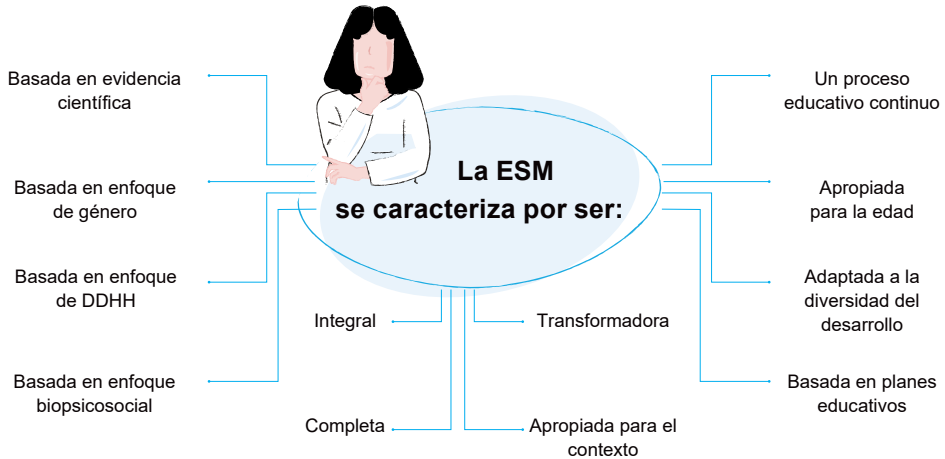 La ESM
se caracteriza por ser:
Basada en evidencia
científica
Basada en enfoque
de género
Basada en enfoque
de DDHH
Basada en enfoque
biopsicosocial
Integral
Completa
Transformadora
Apropiada para el
contexto
Un proceso
educativo continuo
Apropiada
para la edad
Adaptada a la
diversidad del
desarrollo
Basada en planes
educativos